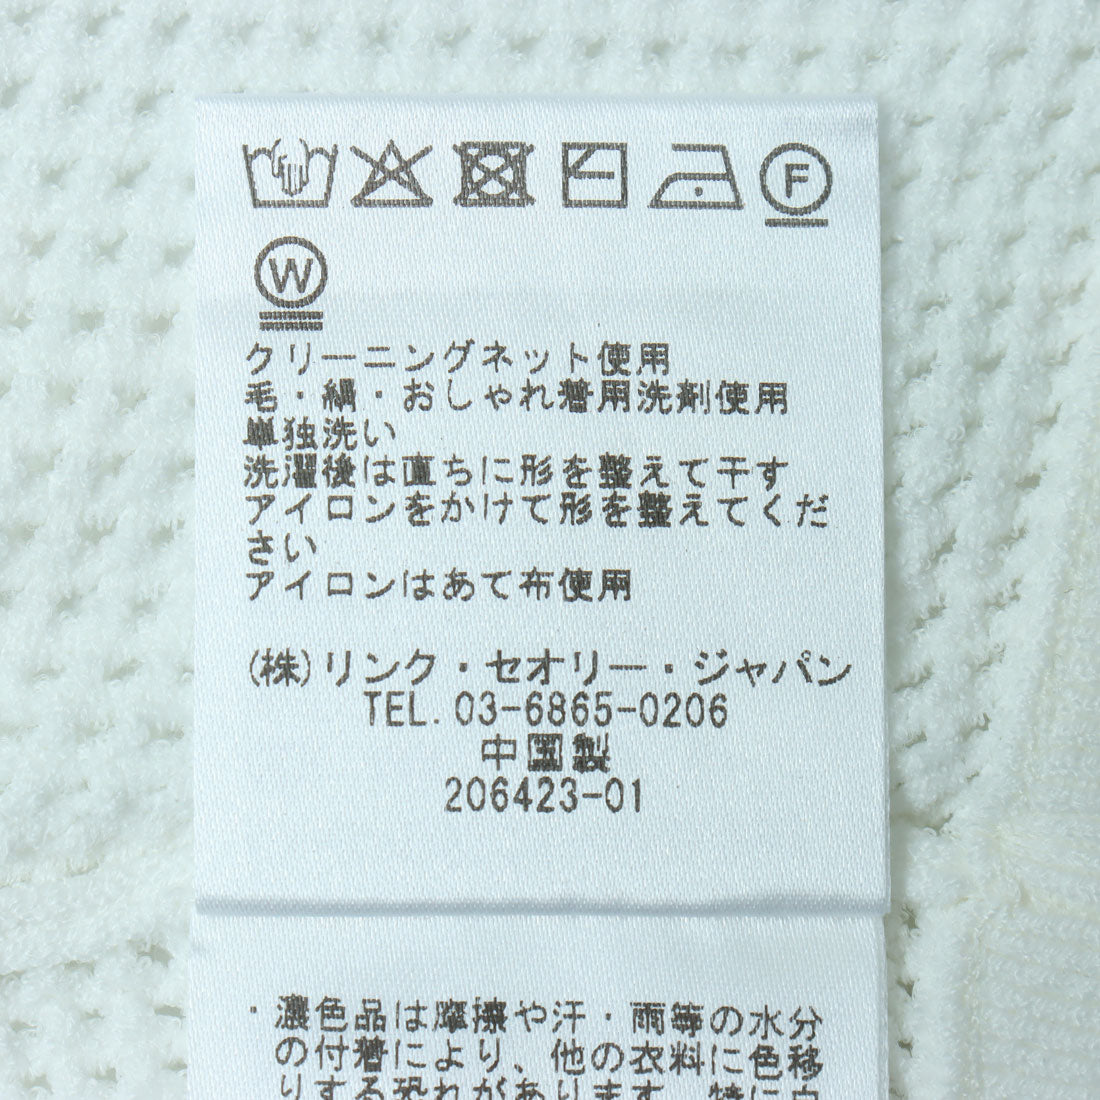 F
W
クリーニングネット使用
毛・絹・おしゃれ着用洗剤使用
単独洗い
洗濯後は直ちに形を整えて干す
アイロンをかけて形を整えてくだ
さい
アイロンはあて布使用
(株)リンク・セオリー・ジャパン
TEL. 03-6865-0206
中国製
206423-01
・濃色品は摩擦や汗・雨等の水分
の付着により、他の衣料に色移
りする恐れがあります。特に白